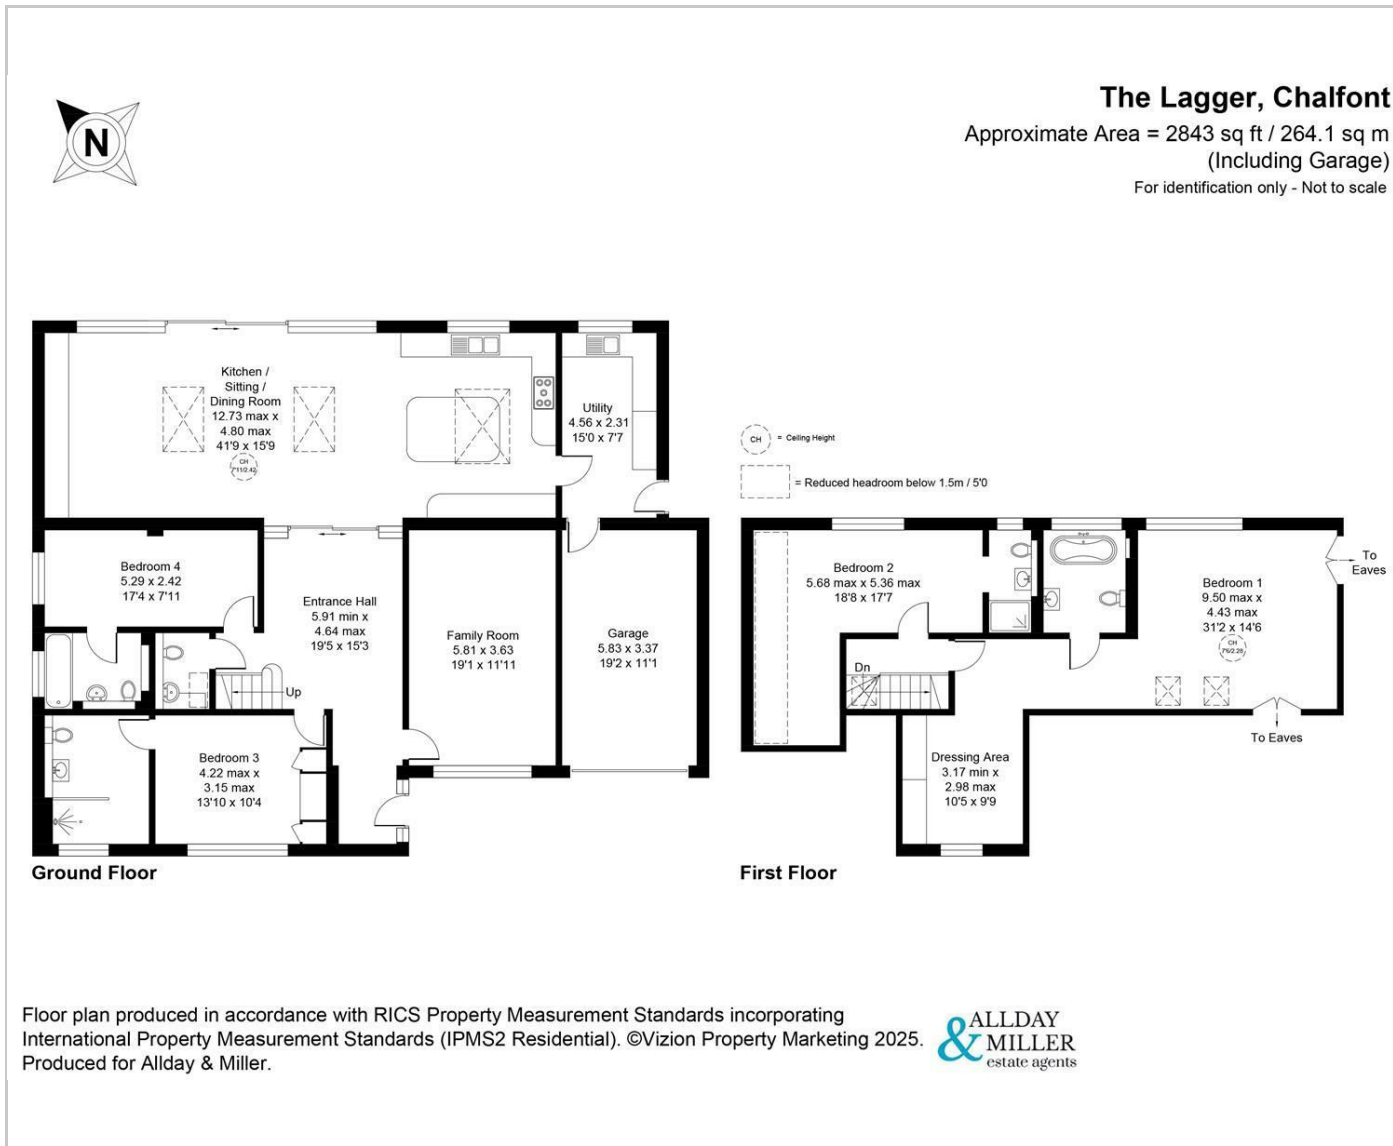 N
The Lagger, Chalfont
Approximate Area = 2843 sq ft / 264.1 sq m
(Including Garage)
For identification only - Not to scale
Kitchen /
Sitting /
Dining Room
12.73 max x
4.80 max
41'9 x 15'9
CH
7'11/2.42
Utility
4.56 x 2.31
15'0 x 7'7
Bedroom 4
5.29 x 2.42
17'4 x 7'11
Entrance Hall
5.91 min x
4.64 max
19'5 x 15'3
Family Room
5.81 x 3.63
19'1 x 11'11
Garage
5.83 x 3.37
19'2 x 11'1
Up
Bedroom 3
4.22 max x
3.15 max
13'10 x 10'4
Ground Floor
CH = Ceiling Height
= Reduced headroom below 1.5m / 5'0
Bedroom 2
5.68 max x 5.36 max
18'8 x 17'7
Dn
Bedroom 1
9.50 max x
4.43 max
31'2 x 14'6
CH
7'6/2.28
To
Eaves
To Eaves
Dressing Area
3.17 min x
2.98 max
10'5 x 9'9
First Floor
Floor plan produced in accordance with RICS Property Measurement Standards incorporating
International Property Measurement Standards (IPMS2 Residential). ©Vizion Property Marketing 2025.
Produced for Allday & Miller.
ALLDAY
& MILLER
estate agents